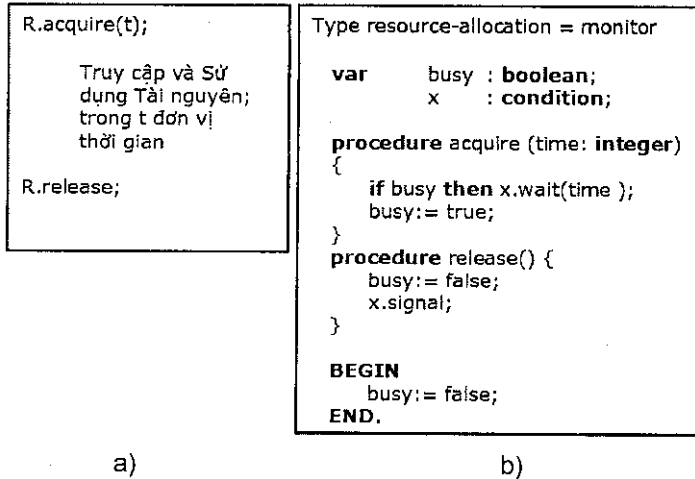 R.acquire(t);
Truy cập và Sử
dụng Tài nguyên;
trong t đơn vị
thời gian
R.release;
a)
Type resource-allocation = monitor
var busy : boolean;
x : condition;
procedure acquire (time: integer)
{
if busy then x.wait(time );
busy:= true;
}
procedure release() {
busy:= false;
x.signal;
}
BEGIN
busy:= false;
END.
b)